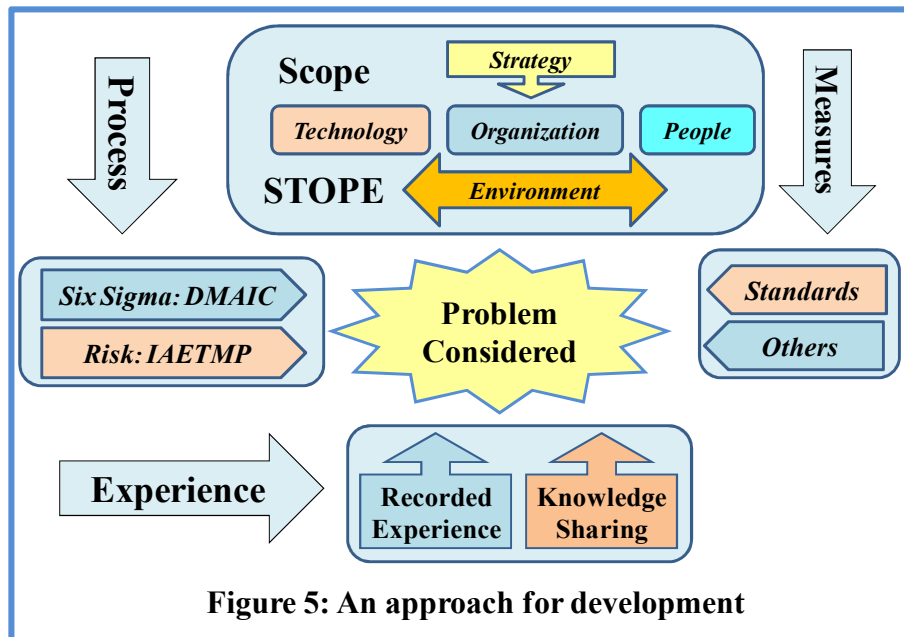 Process
Scope
Strategy
Technology
Organization
People
STOPE
Environment
Measures
Six Sigma: DMAIC
Risk: IAETMP
Problem
Considered
Standards
Others
Experience
Recorded
Experience
Knowledge
Sharing
Figure 5: An approach for development